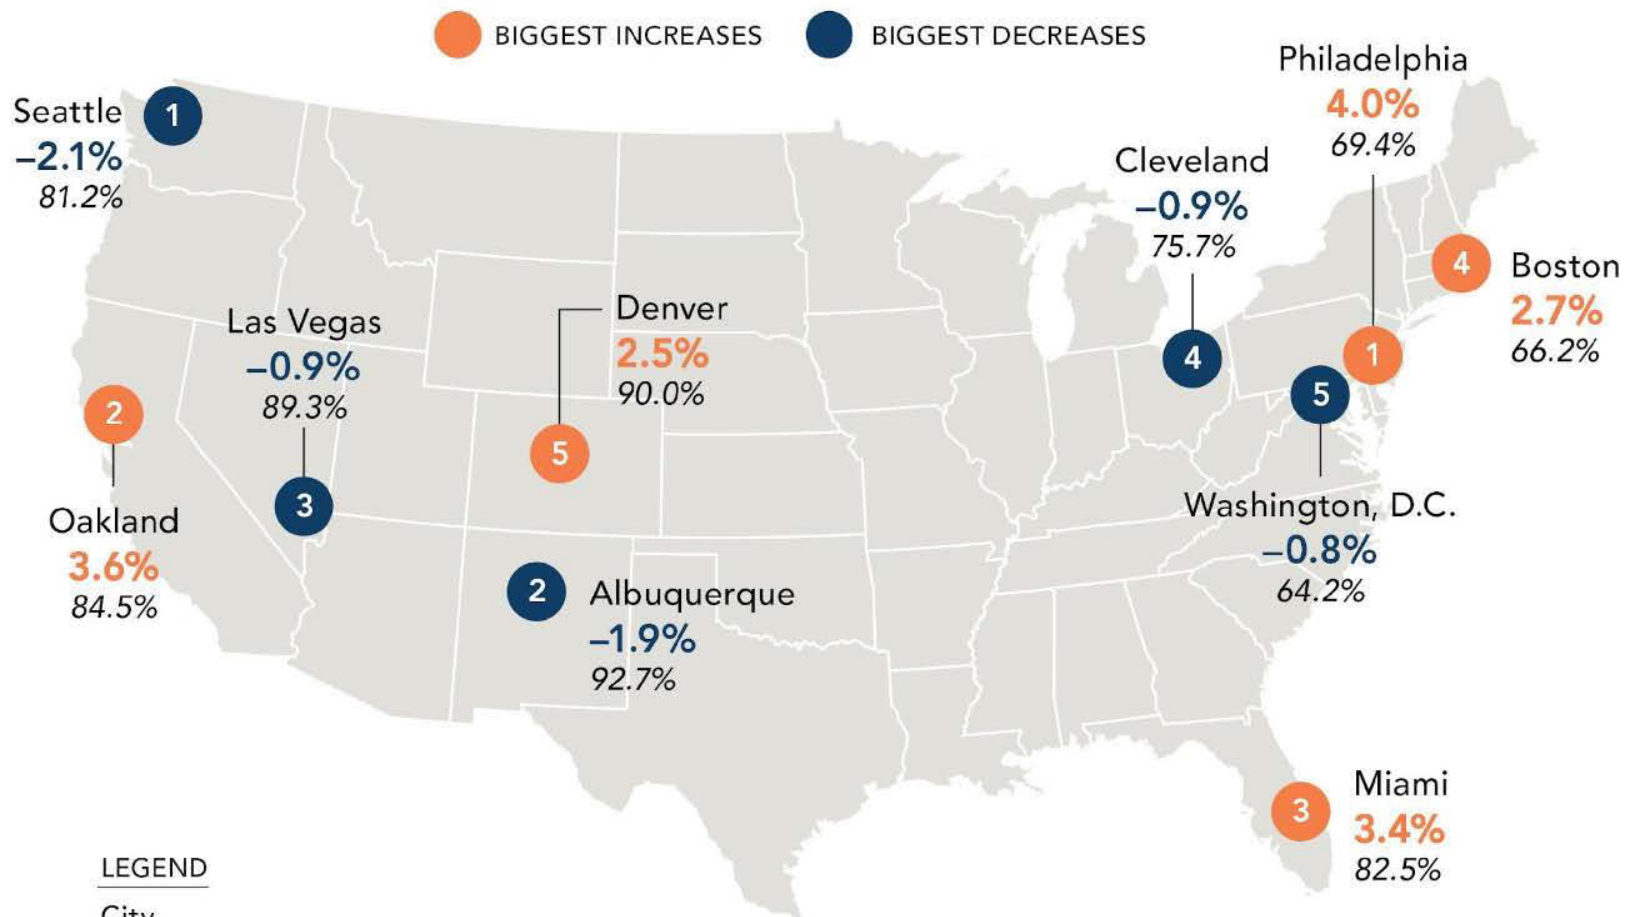 BIGGEST INCREASES
BIGGEST DECREASES
Philadelphia
4.0%
69.4%
Seattle
–2.1%
81.2%
1
Cleveland
–0.9%
75.7%
4
Boston
2.7%
66.2%
Las Vegas
–0.9%
89.3%
Denver
2.5%
90.0%
4
1
5
2
5
3
Oakland
3.6%
84.5%
Washington, D.C.
–0.8%
64.2%
2
Albuquerque
–1.9%
92.7%
3
Miami
3.4%
82.5%
LEGEND
City